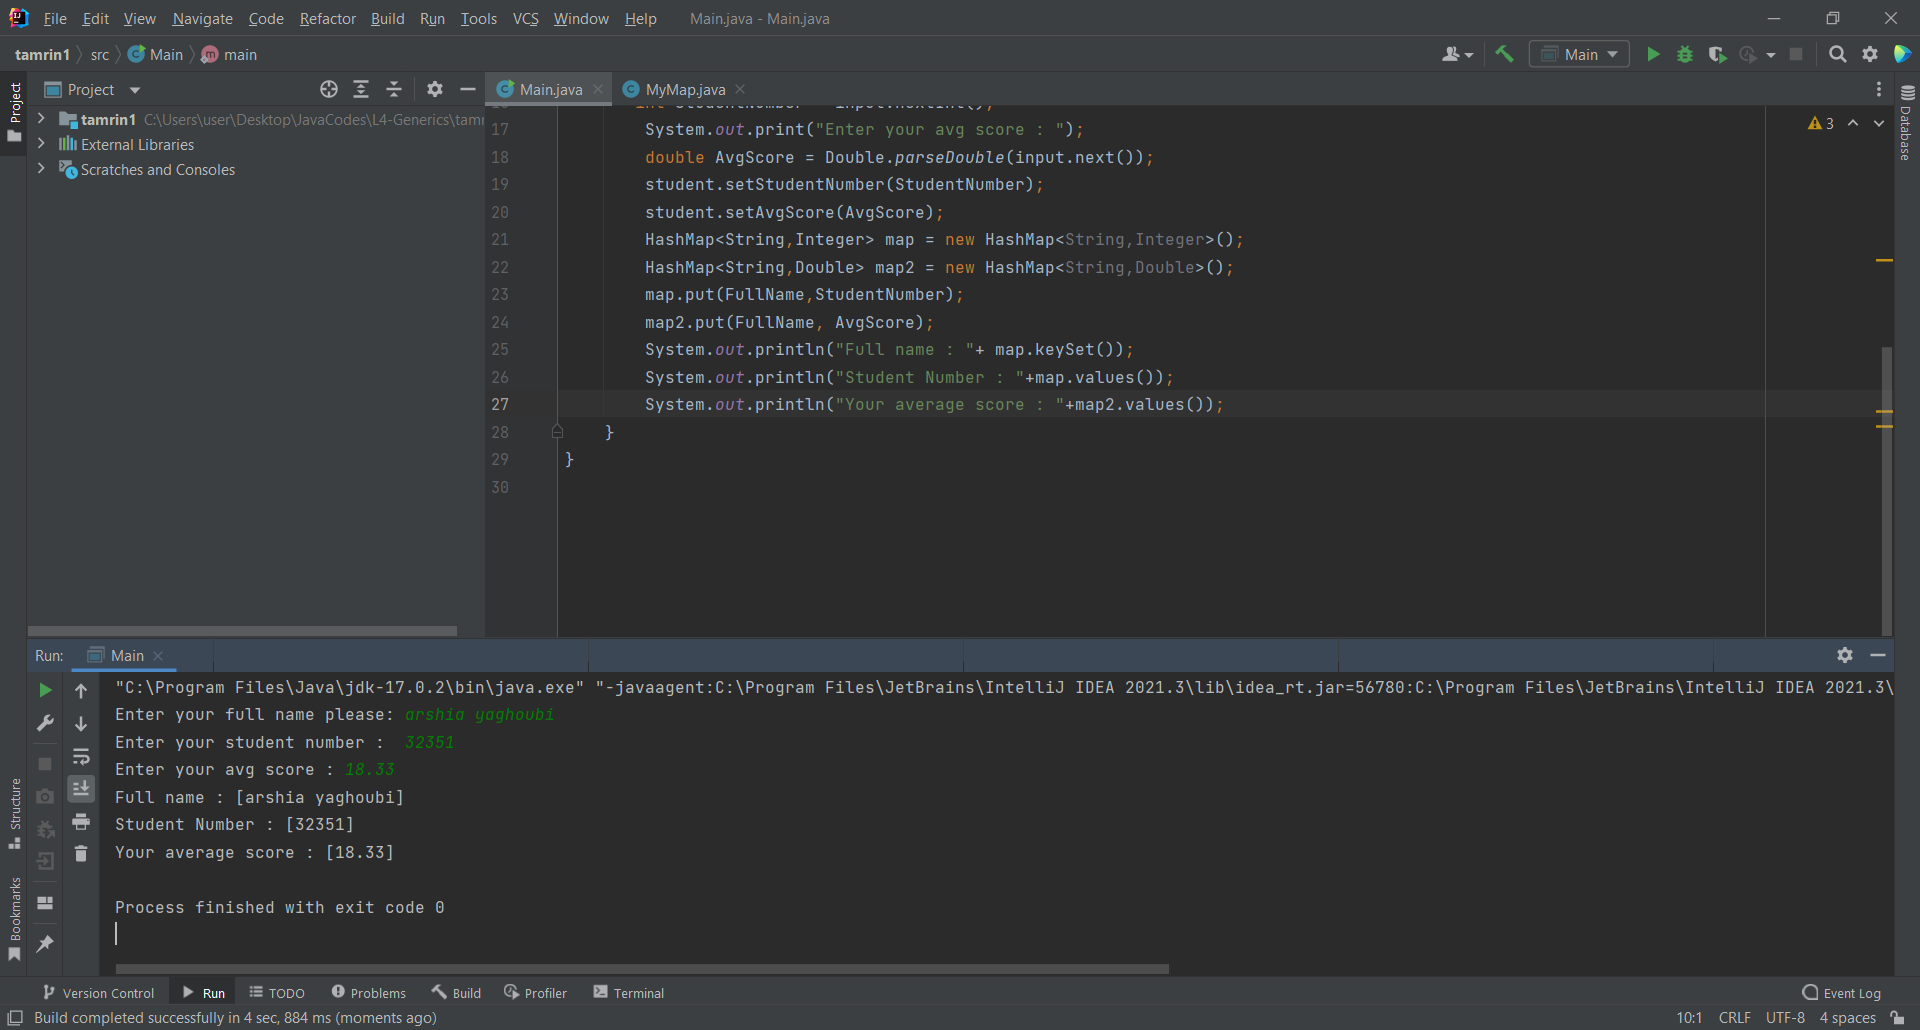 File Edit View Navigate Code Refactor Build Run Tools VCS Window Help Main.java - Main.java
tamrin1 src Main main Main
Project Project Main.java MyMap.java
tamrin1 C:\Users\user\Desktop\JavaCodes\L4-Generics\tamr
External Libraries
Scratches and Consoles
3
Database
17 System.out.print("Enter your avg score : ");
18 double AvgScore = Double.parseDouble(input.next());
19 student.setStudentNumber(StudentNumber);
20 student.setAvgScore(AvgScore);
21 HashMap<String,Integer> map = new HashMap<String,Integer>();
22 HashMap<String,Double> map2 = new HashMap<String,Double>();
23 map.put(FullName,StudentNumber);
24 map2.put(FullName, AvgScore);
25 System.out.println("Full name : "+ map.keySet());
26 System.out.println("Student Number : "+map.values());
27 System.out.println("Your average score : "+map2.values());
28 }
29 }
30
Run: Main
"C:\Program Files\Java\jdk-17.0.2\bin\java.exe" "-javaagent:C:\Program Files\JetBrains\IntelliJ IDEA 2021.3\lib\idea_rt.jar=56780:C:\Program Files\JetBrains\IntelliJ IDEA 2021.3\
Enter your full name please: arshia yaghoubi
Enter your student number :  32351
Enter your avg score : 18.33
Full name : [arshia yaghoubi]
Student Number : [32351]
Your average score : [18.33]
Process finished with exit code 0
Structure
Bookmarks
Version Control Run TODO Problems Build Profiler Terminal Event Log
Build completed successfully in 4 sec, 884 ms (moments ago) 10:1 CRLF UTF-8 4 spaces